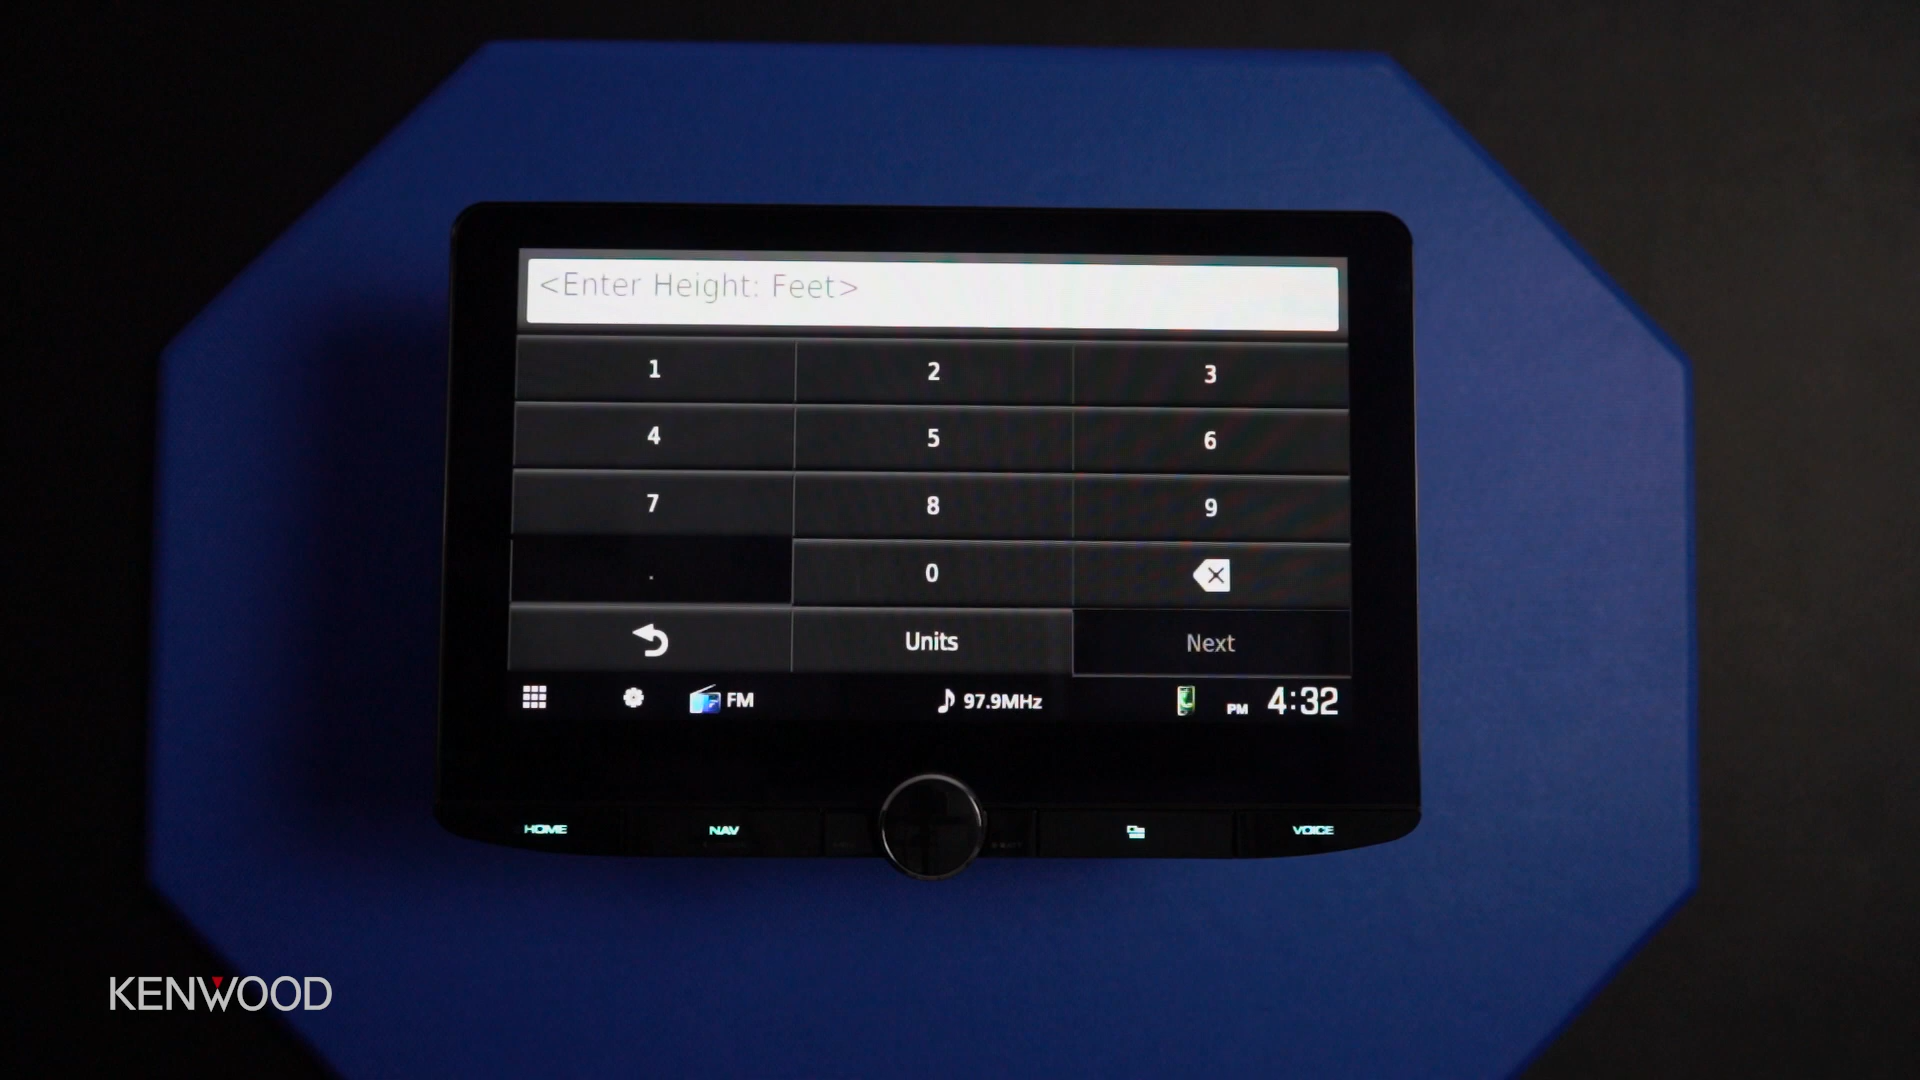 <Enter Height: Feet>
1 2 3
4 5 6
7 8 9
. 0
Units Next
FM 97.9MHz PM 4:32
HOME NAV VOICE
KENWOOD